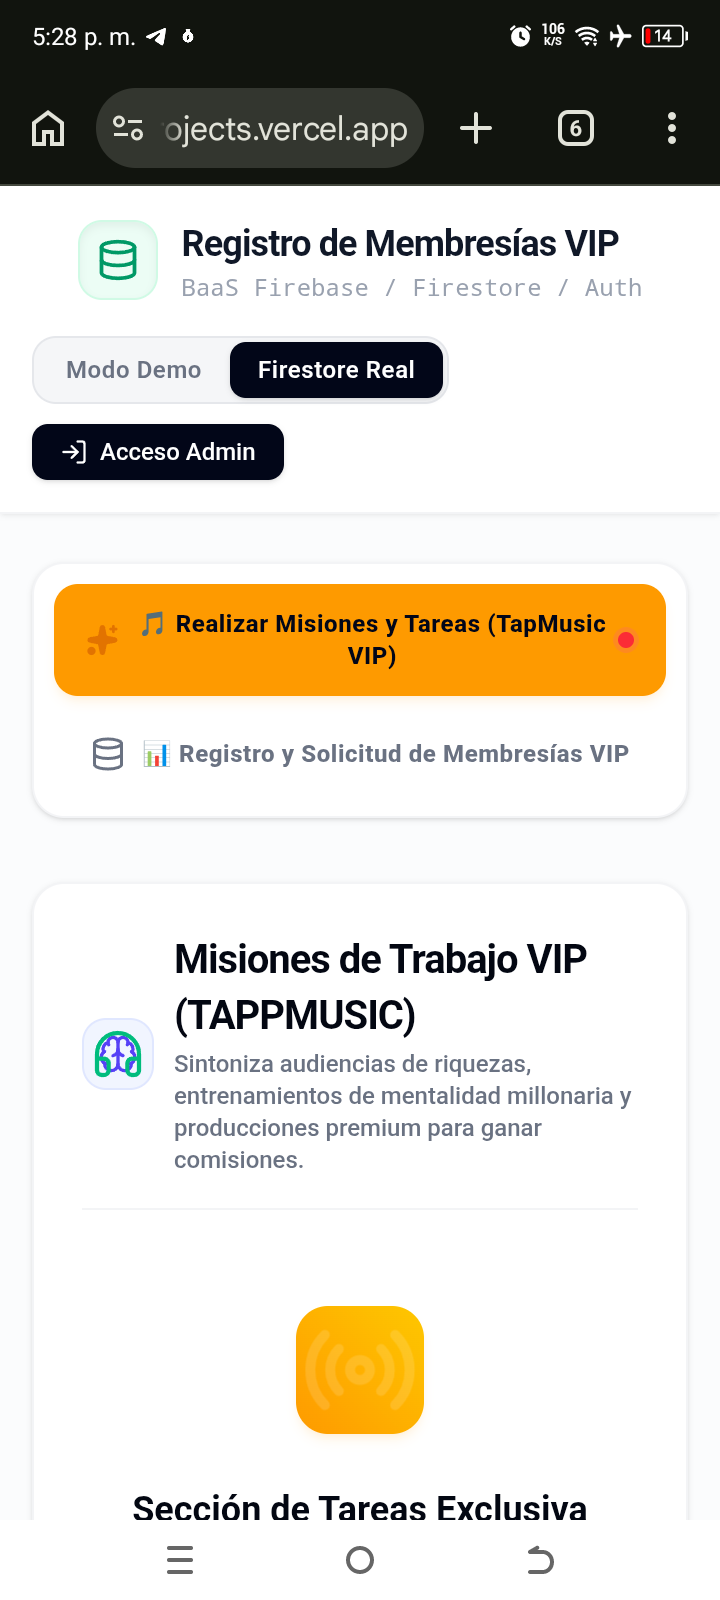 5:28 p. m.
106
K/S
14
ojects.vercel.app
6
Registro de Membresías VIP
BaaS Firebase / Firestore / Auth
Modo Demo
Firestore Real
Acceso Admin
🎵 Realizar Misiones y Tareas (TapMusic
VIP)
📊 Registro y Solicitud de Membresías VIP
Misiones de Trabajo VIP
(TAPPMUSIC)
Sintoniza audiencias de riquezas,
entrenamientos de mentalidad millonaria y
producciones premium para ganar
comisiones.
Sección de Tareas Exclusiva